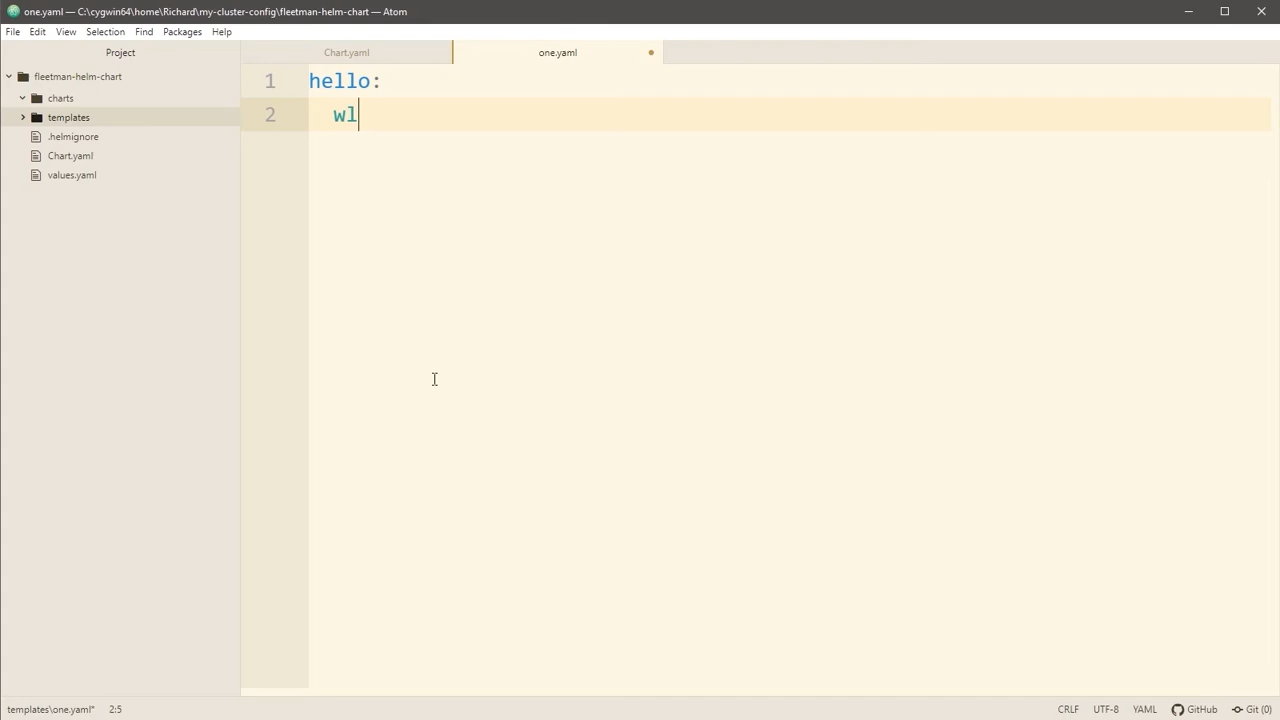 one.yaml — C:\cygwin64\home\Richard\my-cluster-config\fleetman-helm-chart — Atom
File Edit View Selection Find Packages Help
Project
Chart.yaml
one.yaml
fleetman-helm-chart
charts
templates
.helmignore
Chart.yaml
values.yaml
1 hello:
2 wl
templates\one.yaml* 2:5
CRLF UTF-8 YAML GitHub Git (0)